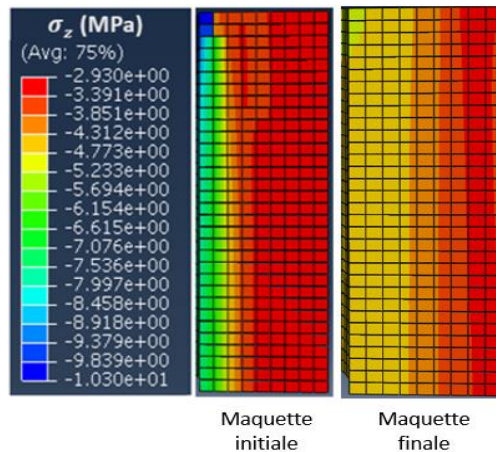 σz (MPa)
(Avg: 75%)
-2.930e+00
-3.391e+00
-3.851e+00
-4.312e+00
-4.773e+00
-5.233e+00
-5.694e+00
-6.154e+00
-6.615e+00
-7.076e+00
-7.536e+00
-7.997e+00
-8.458e+00
-8.918e+00
-9.379e+00
-9.839e+00
-1.030e+01
Maquette
initiale
Maquette
finale